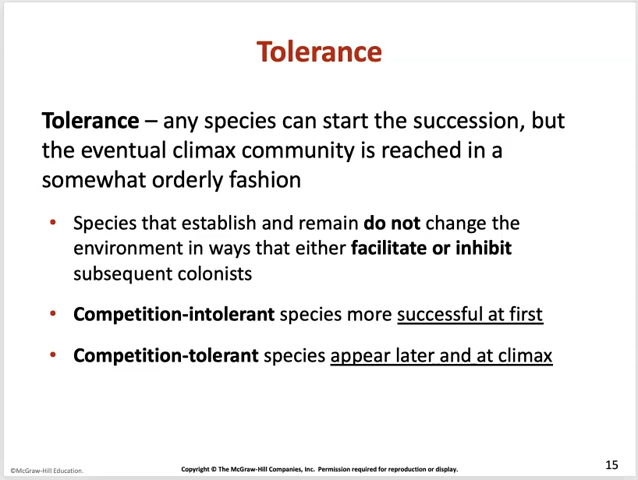 Tolerance
Tolerance – any species can start the succession, but
the eventual climax community is reached in a
somewhat orderly fashion
• Species that establish and remain do not change the
environment in ways that either facilitate or inhibit
subsequent colonists
• Competition-intolerant species more successful at first
• Competition-tolerant species appear later and at climax
©McGraw-Hill Education.
Copyright © The McGraw-Hill Companies, Inc. Permission required for reproduction or display.
15